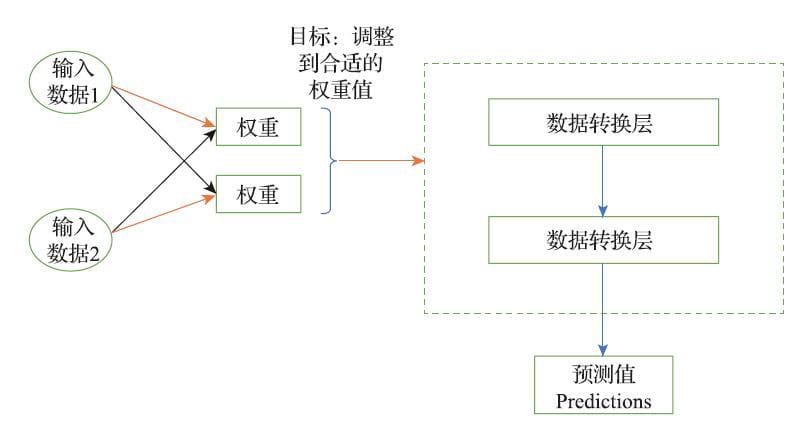 输入
数据1
输入
数据2
权重
权重
目标：调整
到合适的
权重值
数据转换层
数据转换层
预测值
Predictions